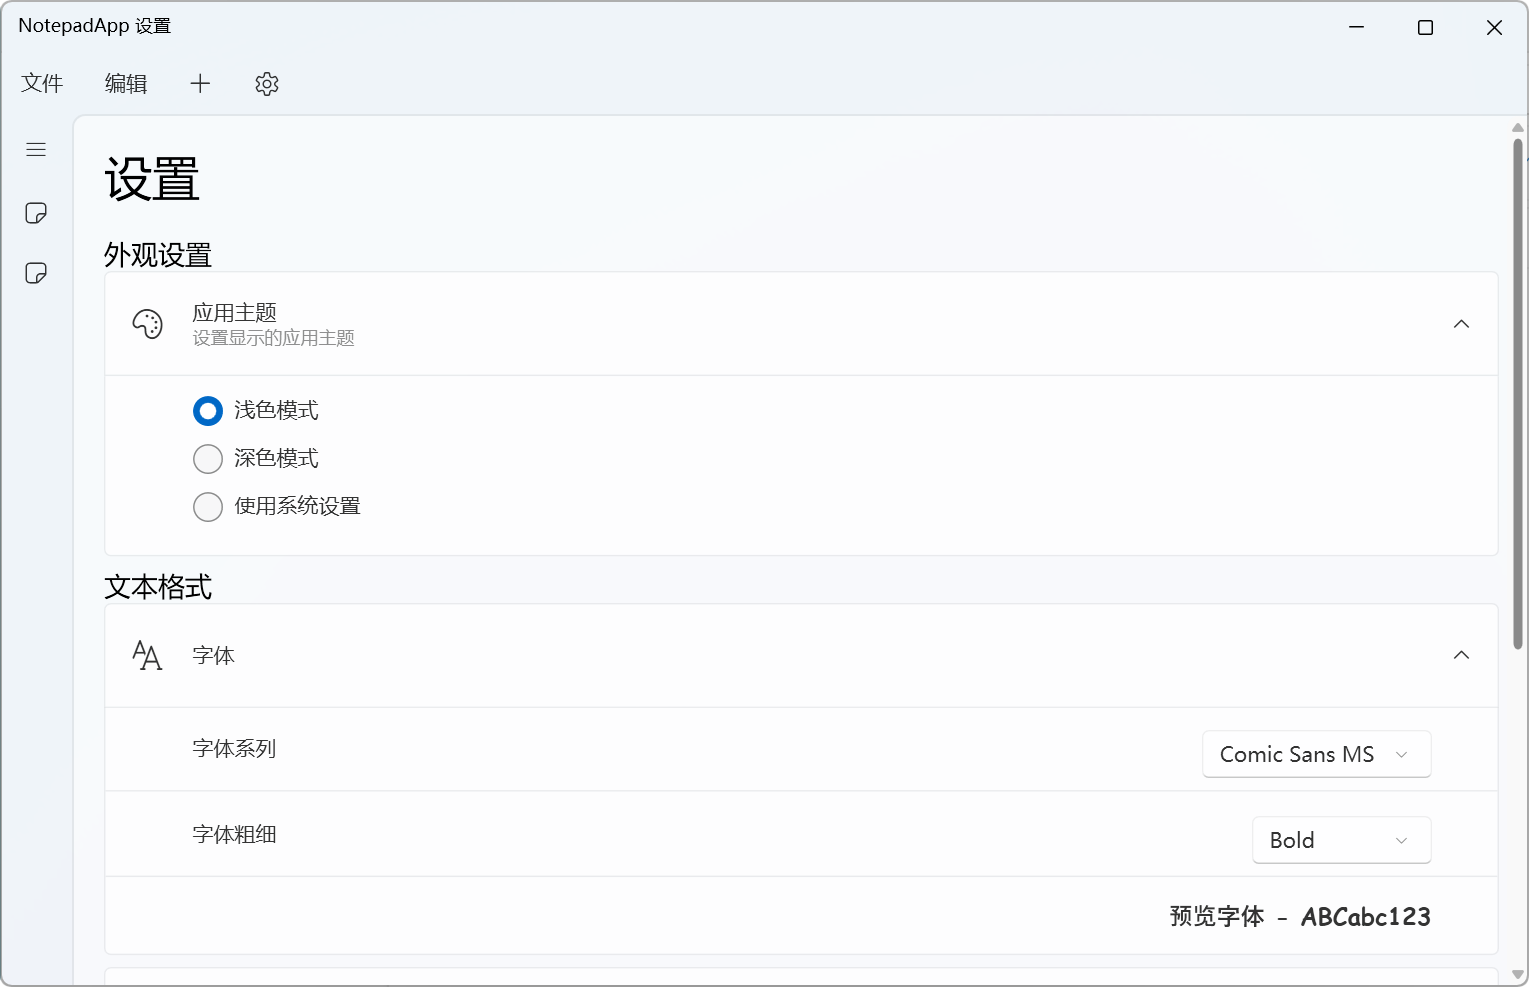 NotepadApp 设置
文件 编辑
设置
外观设置
应用主题
设置显示的应用主题
浅色模式
深色模式
使用系统设置
文本格式
字体
字体系列 Comic Sans MS
字体粗细 Bold
预览字体 - ABCabc123